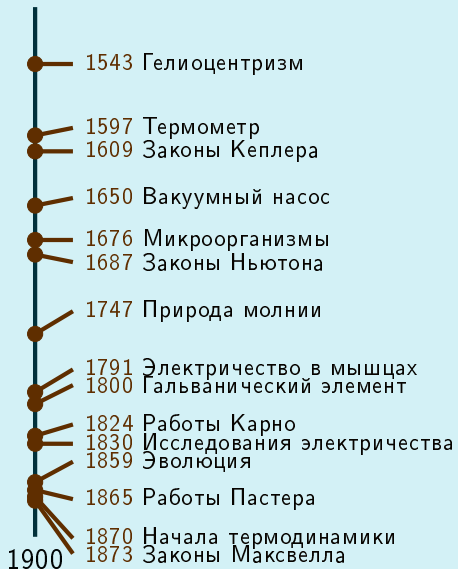 1543 Гелиоцентризм
1597 Термометр
1609 Законы Кеплера
1650 Вакуумный насос
1676 Микроорганизмы
1687 Законы Ньютона
1747 Природа молнии
1791 Электричество в мышцах
1800 Гальванический элемент
1824 Работы Карно
1830 Исследования электричества
1859 Эволюция
1865 Работы Пастера
1870 Начала термодинамики
1873 Законы Максвелла
1900